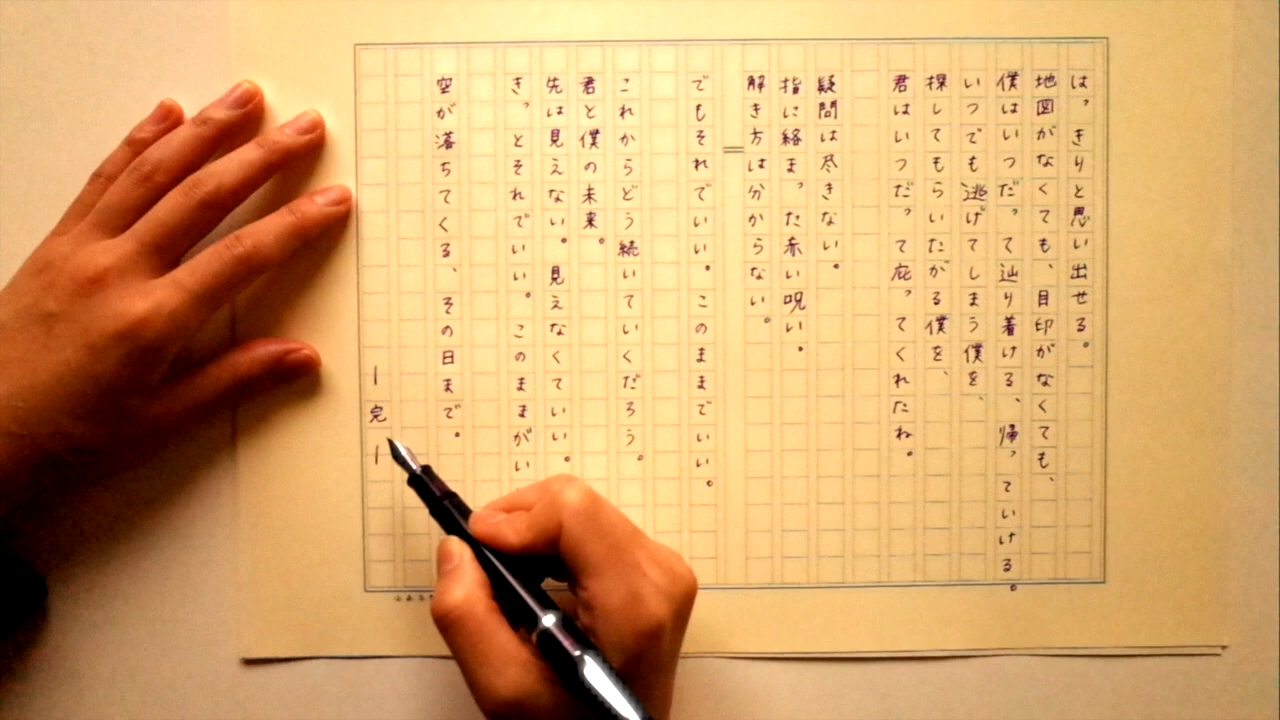 はっきりと思い出せる。
地図がなくても、目印がなくても、
僕はいつだって辿り着ける、帰っていける。
いつでも逃げてしまう僕を、
探してもらいたがる僕を、
君はいつだって庇ってくれたね。
疑問は尽きない。
指に絡まった赤い呪い。
解き方は分からない。
でもそれでいい。このままでいい。
これからどう続いていくだろう。
君と僕の未来。
先は見えない。見えなくていい。
きっとそれでいい。このままがい
空が落ちてくる、その日まで。
―完―